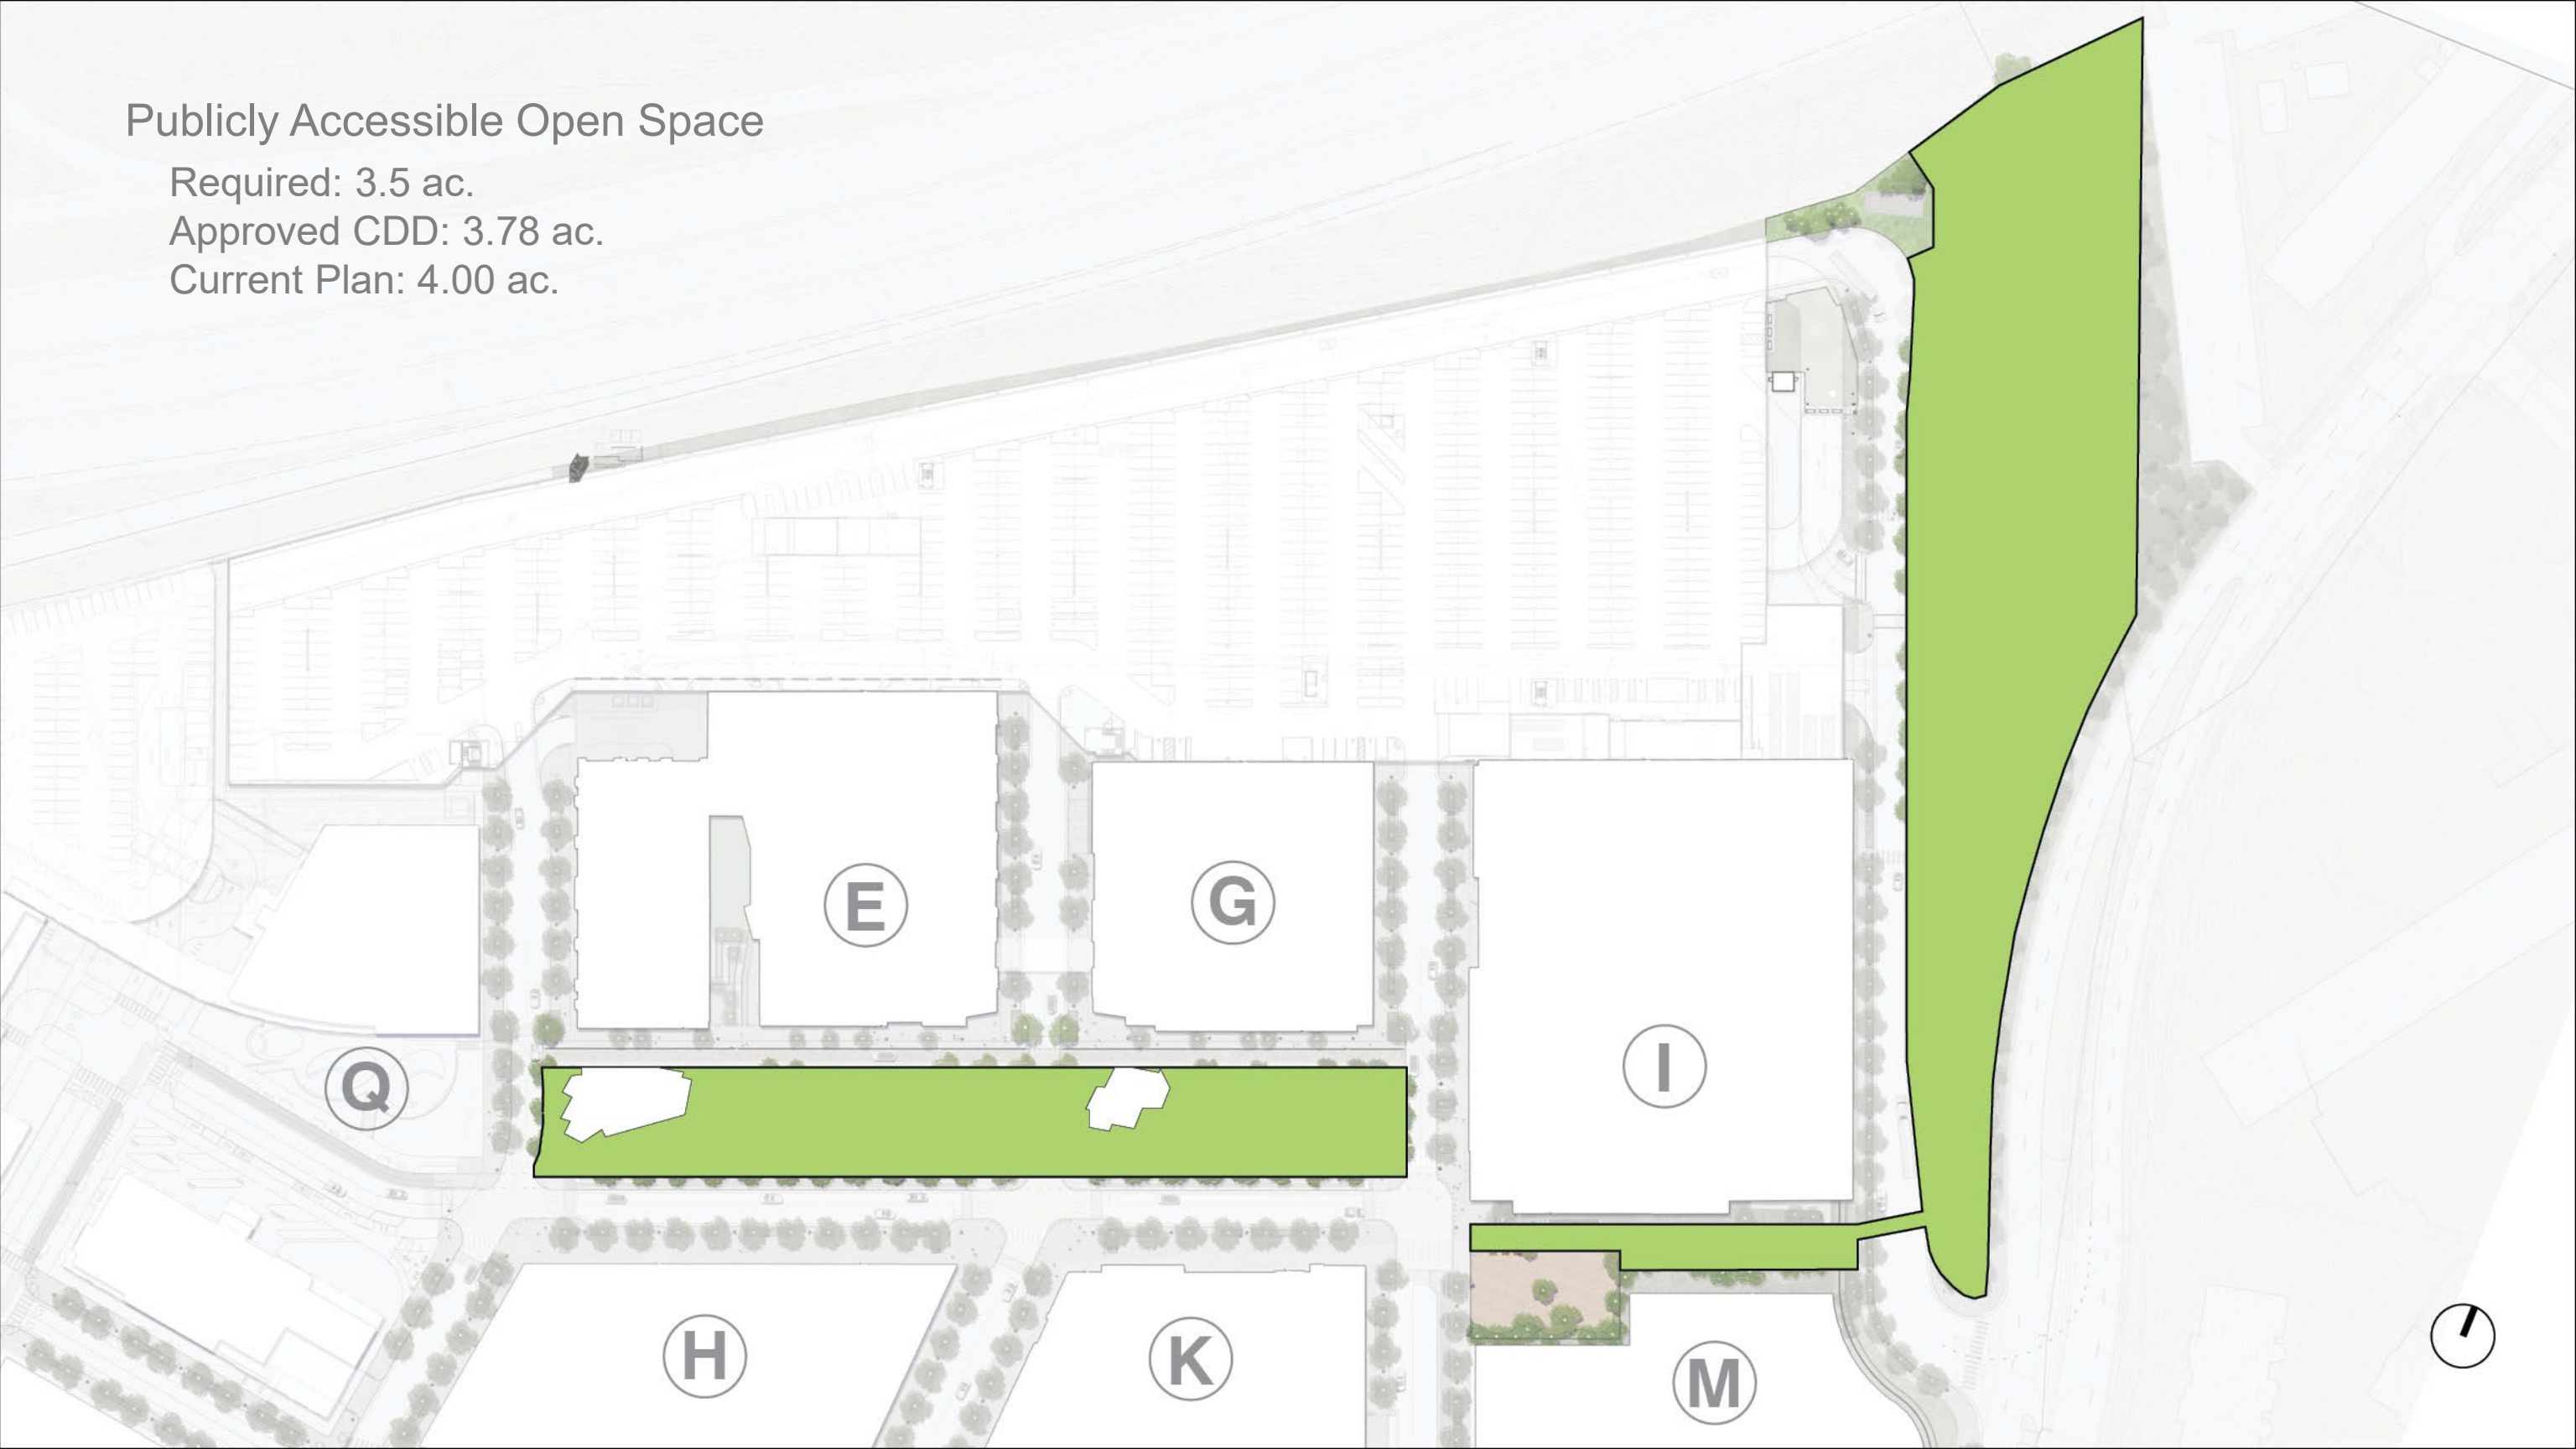 Publicly Accessible Open Space
Required: 3.5 ac.
Approved CDD: 3.78 ac.
Current Plan: 4.00 ac.
E
G
I
Q
H
K
M